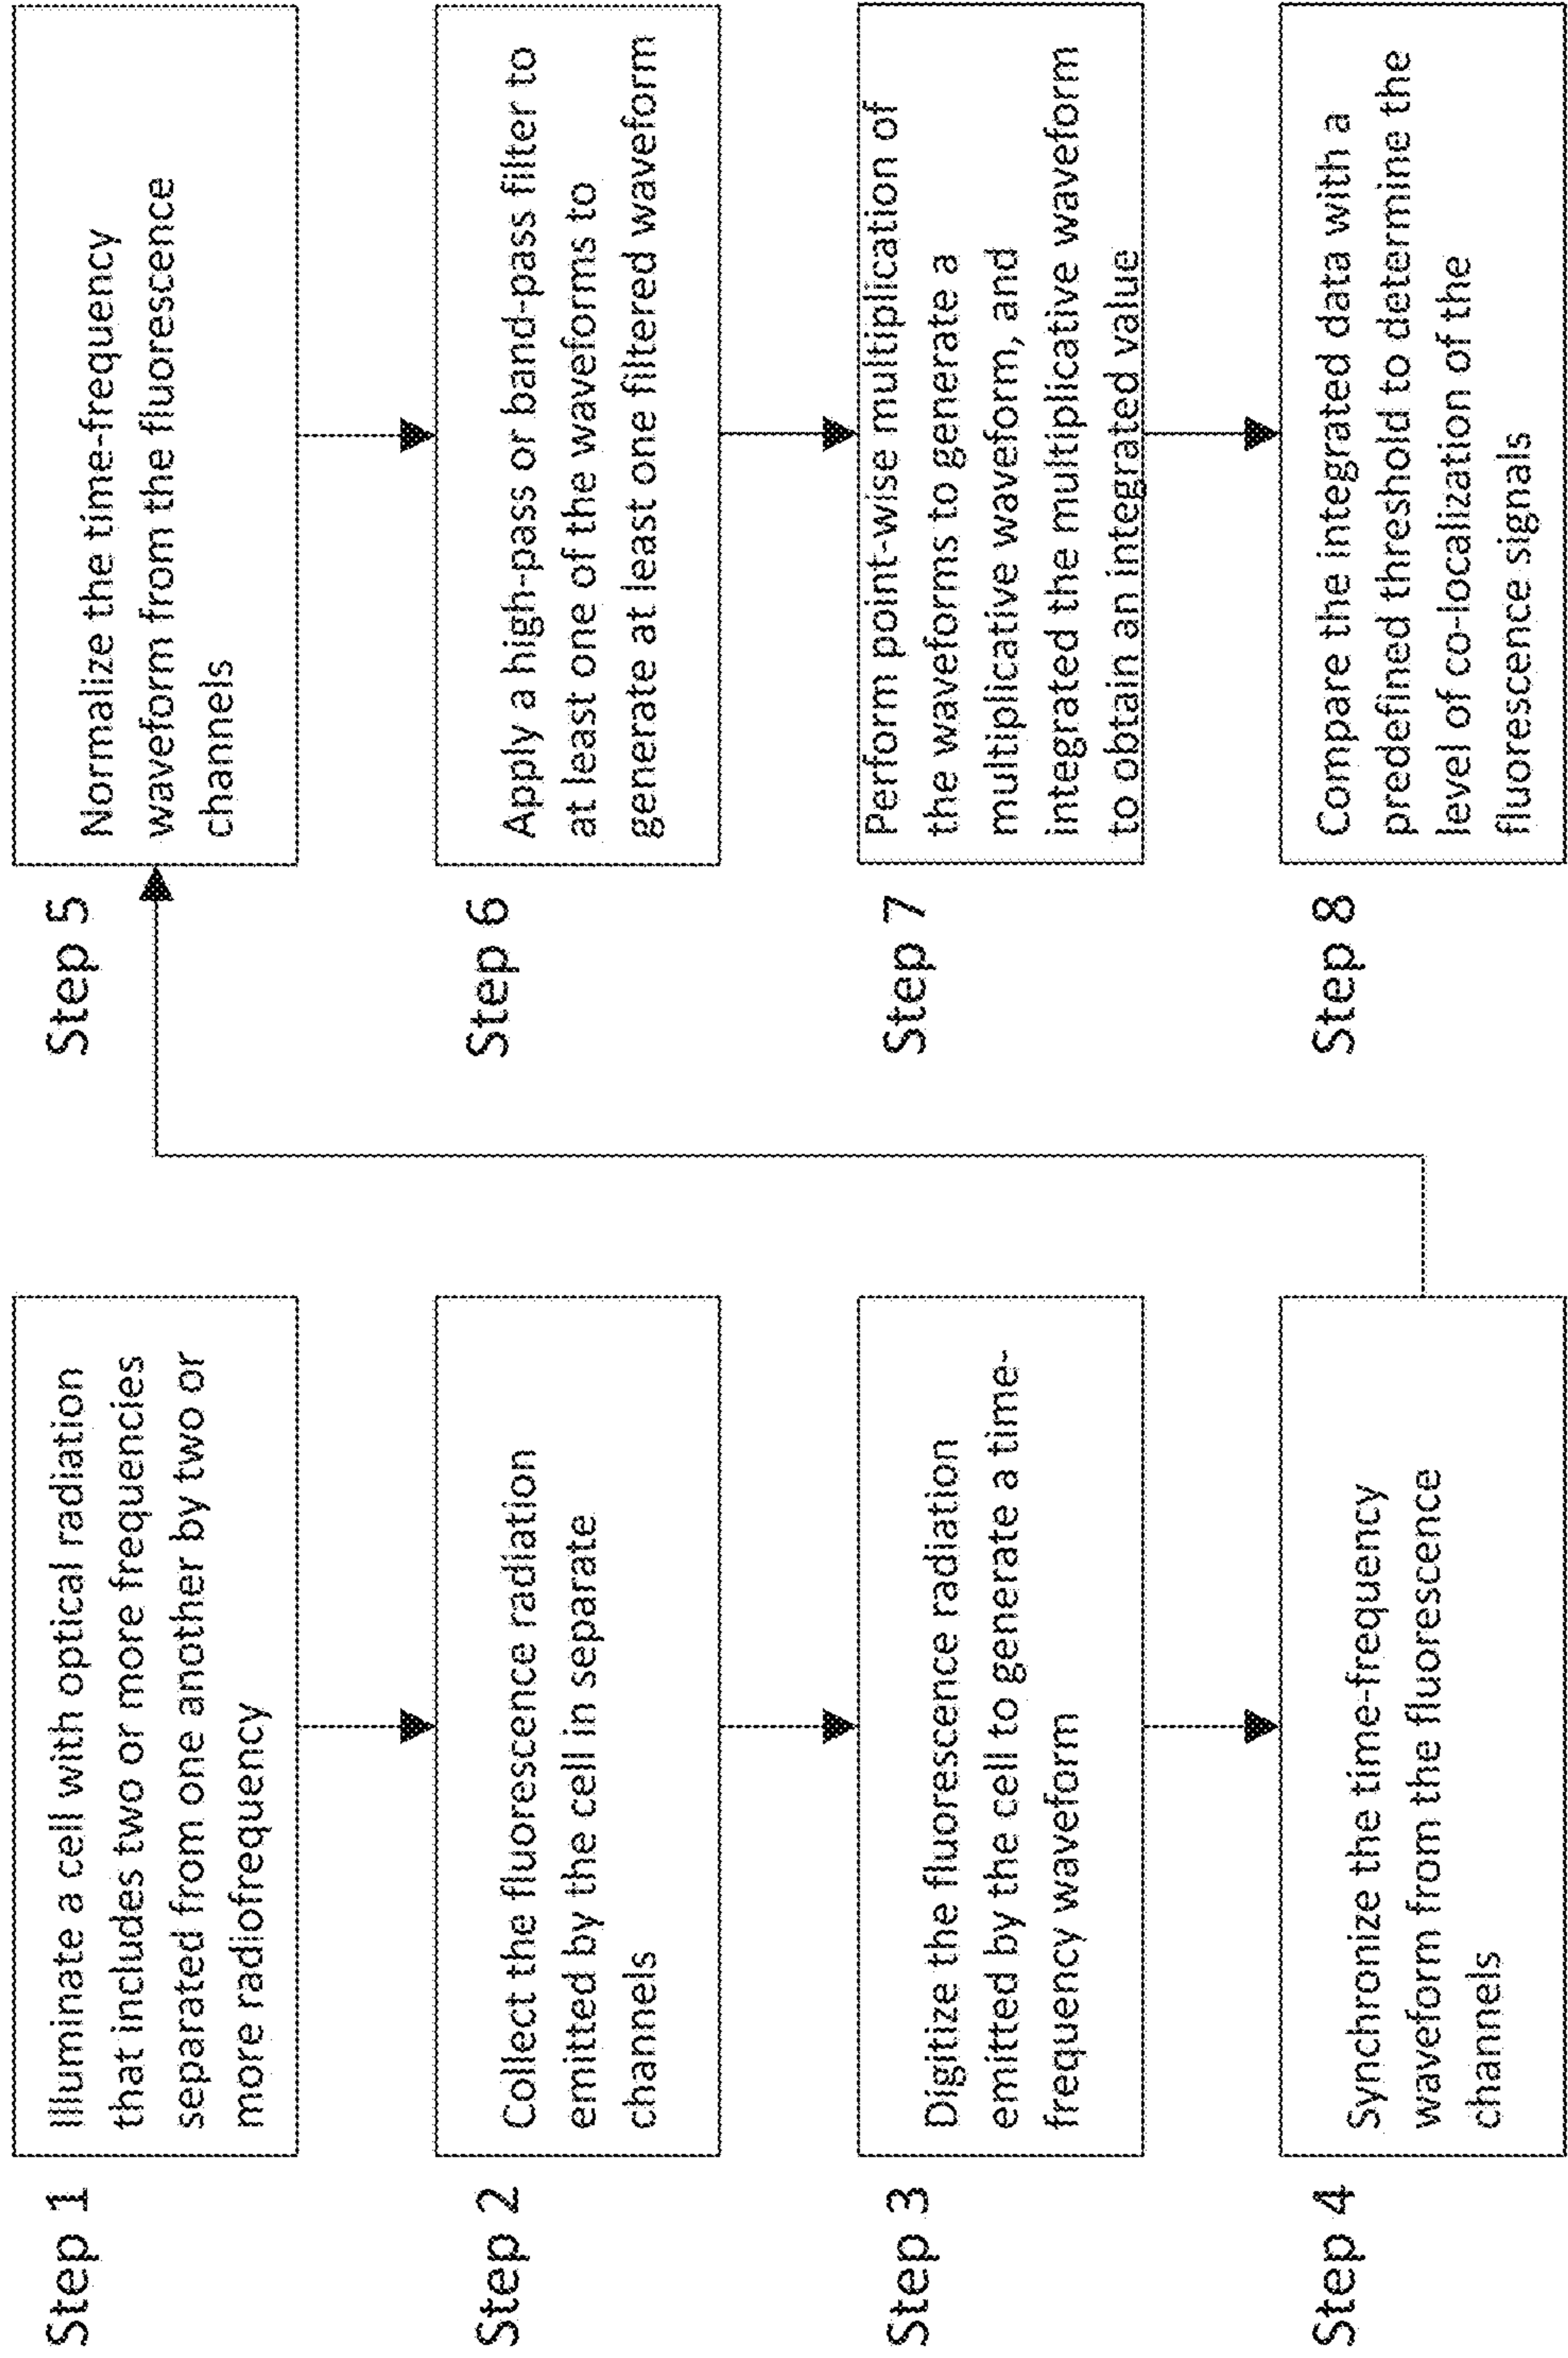 Step 1
Illuminate a cell with optical radiation
that includes two or more frequencies
separated from one another by two or
more radiofrequency
Step 2
Collect the fluorescence radiation
emitted by the cell in separate
channels
Step 3
Digitize the fluorescence radiation
emitted by the cell to generate a time-
frequency waveform
Step 4
Synchronize the time-frequency
waveform from the fluorescence
channels
Step 5
Normalize the time-frequency
waveform from the fluorescence
channels
Step 6
Apply a high-pass or band-pass filter to
at least one of the waveforms to
generate at least one filtered waveform
Step 7
Perform point-wise multiplication of
the waveforms to generate a
multiplicative waveform, and
integrated the multiplicative waveform
to obtain an integrated value
Step 8
Compare the integrated data with a
predefined threshold to determine the
level of co-localization of the
fluorescence signals